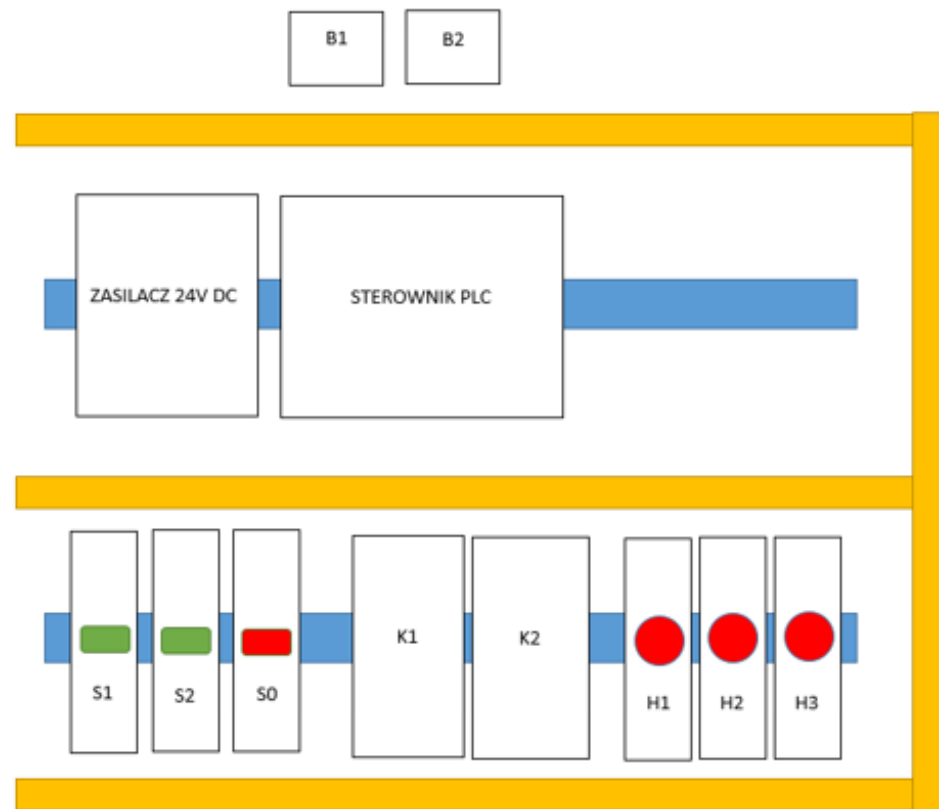 B1
B2
ZASILACZ 24V DC
STEROWNIK PLC
S1
S2
S0
K1
K2
H1
H2
H3